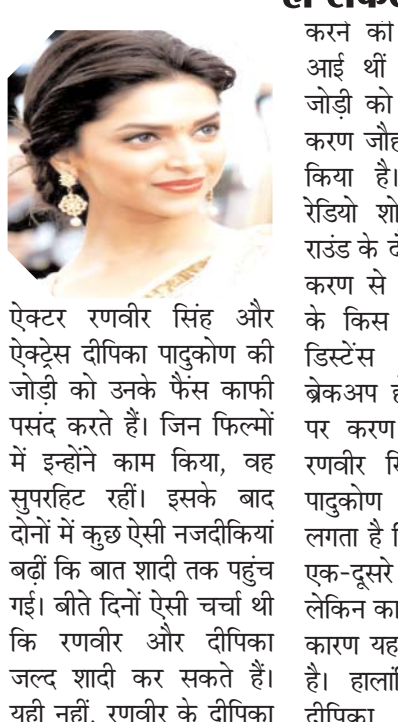 ऐक्टर रणवीर सिंह और
ऐक्ट्रेस दीपिका पादुकोण की
जोड़ी को उनके फैंस काफी
पसंद करते हैं। जिन फिल्मों
में इन्होंने काम किया, वह
सुपरहिट रहीं। इसके बाद
दोनों में कुछ ऐसी नजदीकियां
बढ़ीं कि बात शादी तक पहुंच
गई। बीते दिनों ऐसी चर्चा थी
कि रणवीर और दीपिका
जल्द शादी कर सकते हैं।
यही नहीं, रणवीर के दीपिका
करने की
आई थीं
जोड़ी को
करण
किया है।
रेडियो
राउंड के
करण से
के किस
डिस्टेंस
ब्रेकअप
पर करण
रणवीर
पादुकोण
लगता है
एक-दूसरे
लेकिन
कारण यह
है।
दीपिका